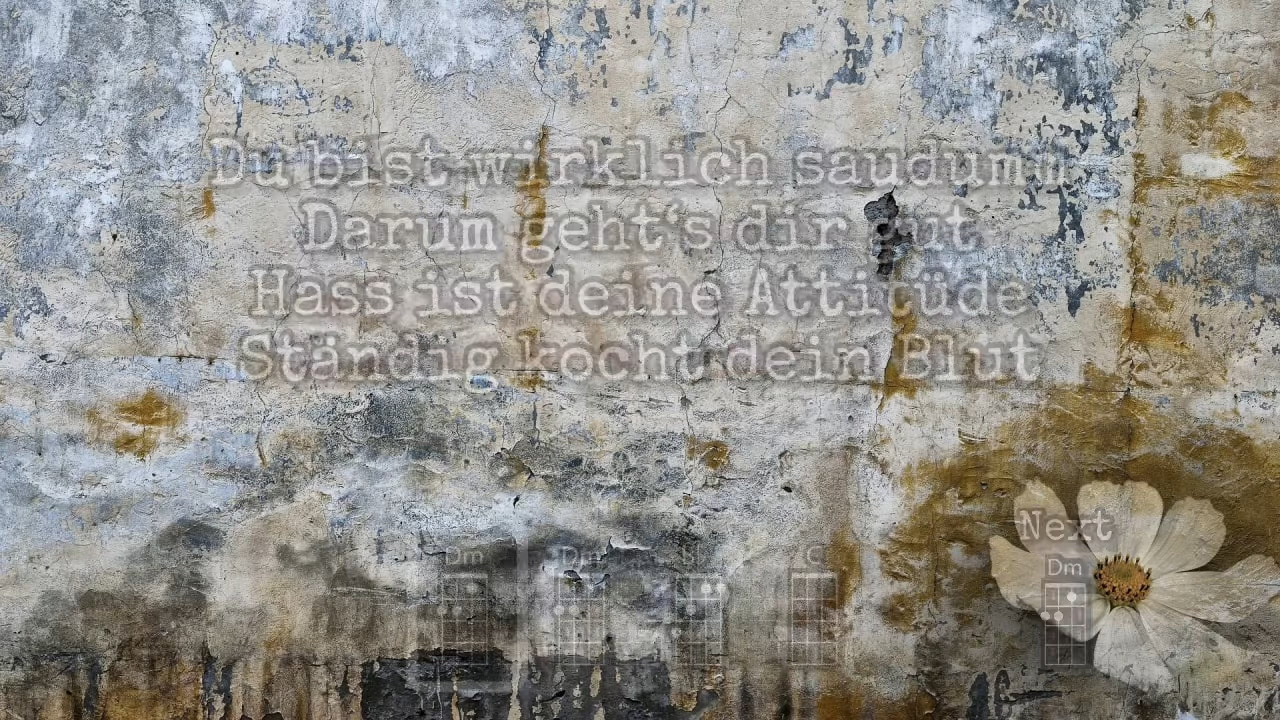 Du bist wirklich saudumm
Darum geht's dir gut
Hass ist deine Attitüde
Ständig kocht dein Blut
Next
Dm Dm C Dm